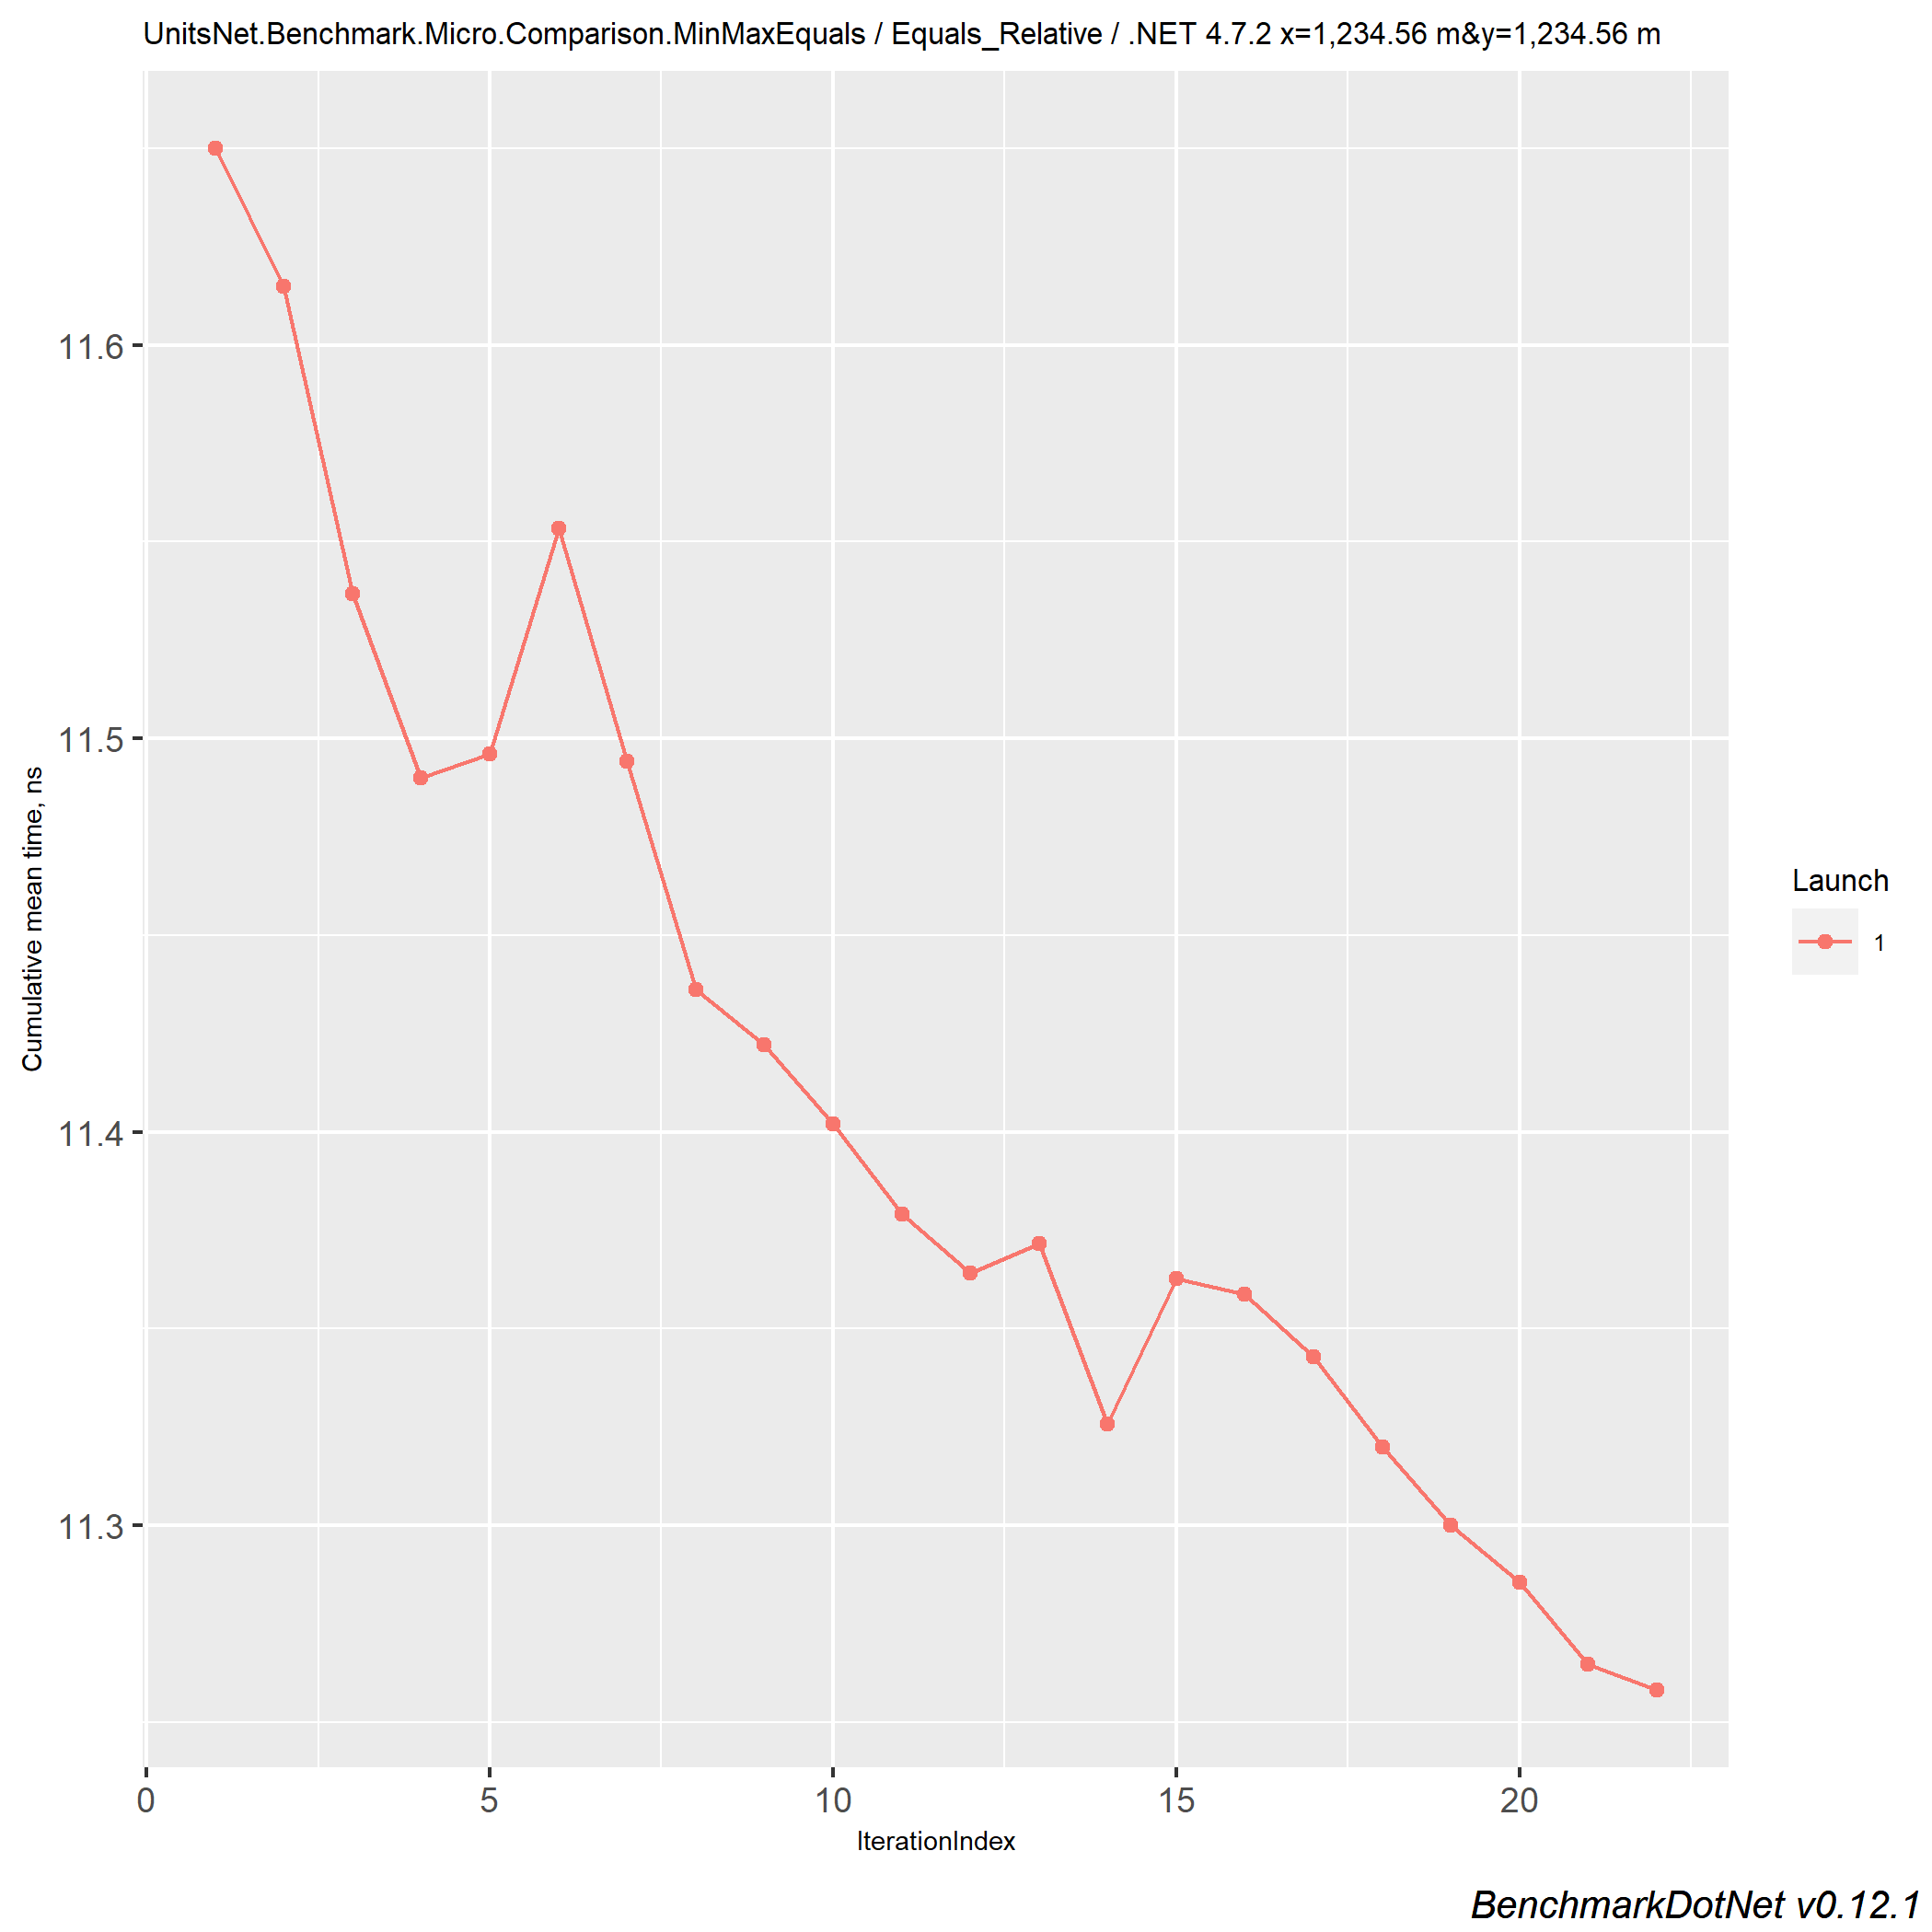 UnitsNet.Benchmark.Micro.Comparison.MinMaxEquals / Equals_Relative / .NET 4.7.2 x=1,234.56 m&y=1,234.56 m
11.6
11.5
11.4
11.3
Cumulative mean time, ns
0 5 10 15 20
IterationIndex
Launch
1
BenchmarkDotNet v0.12.1